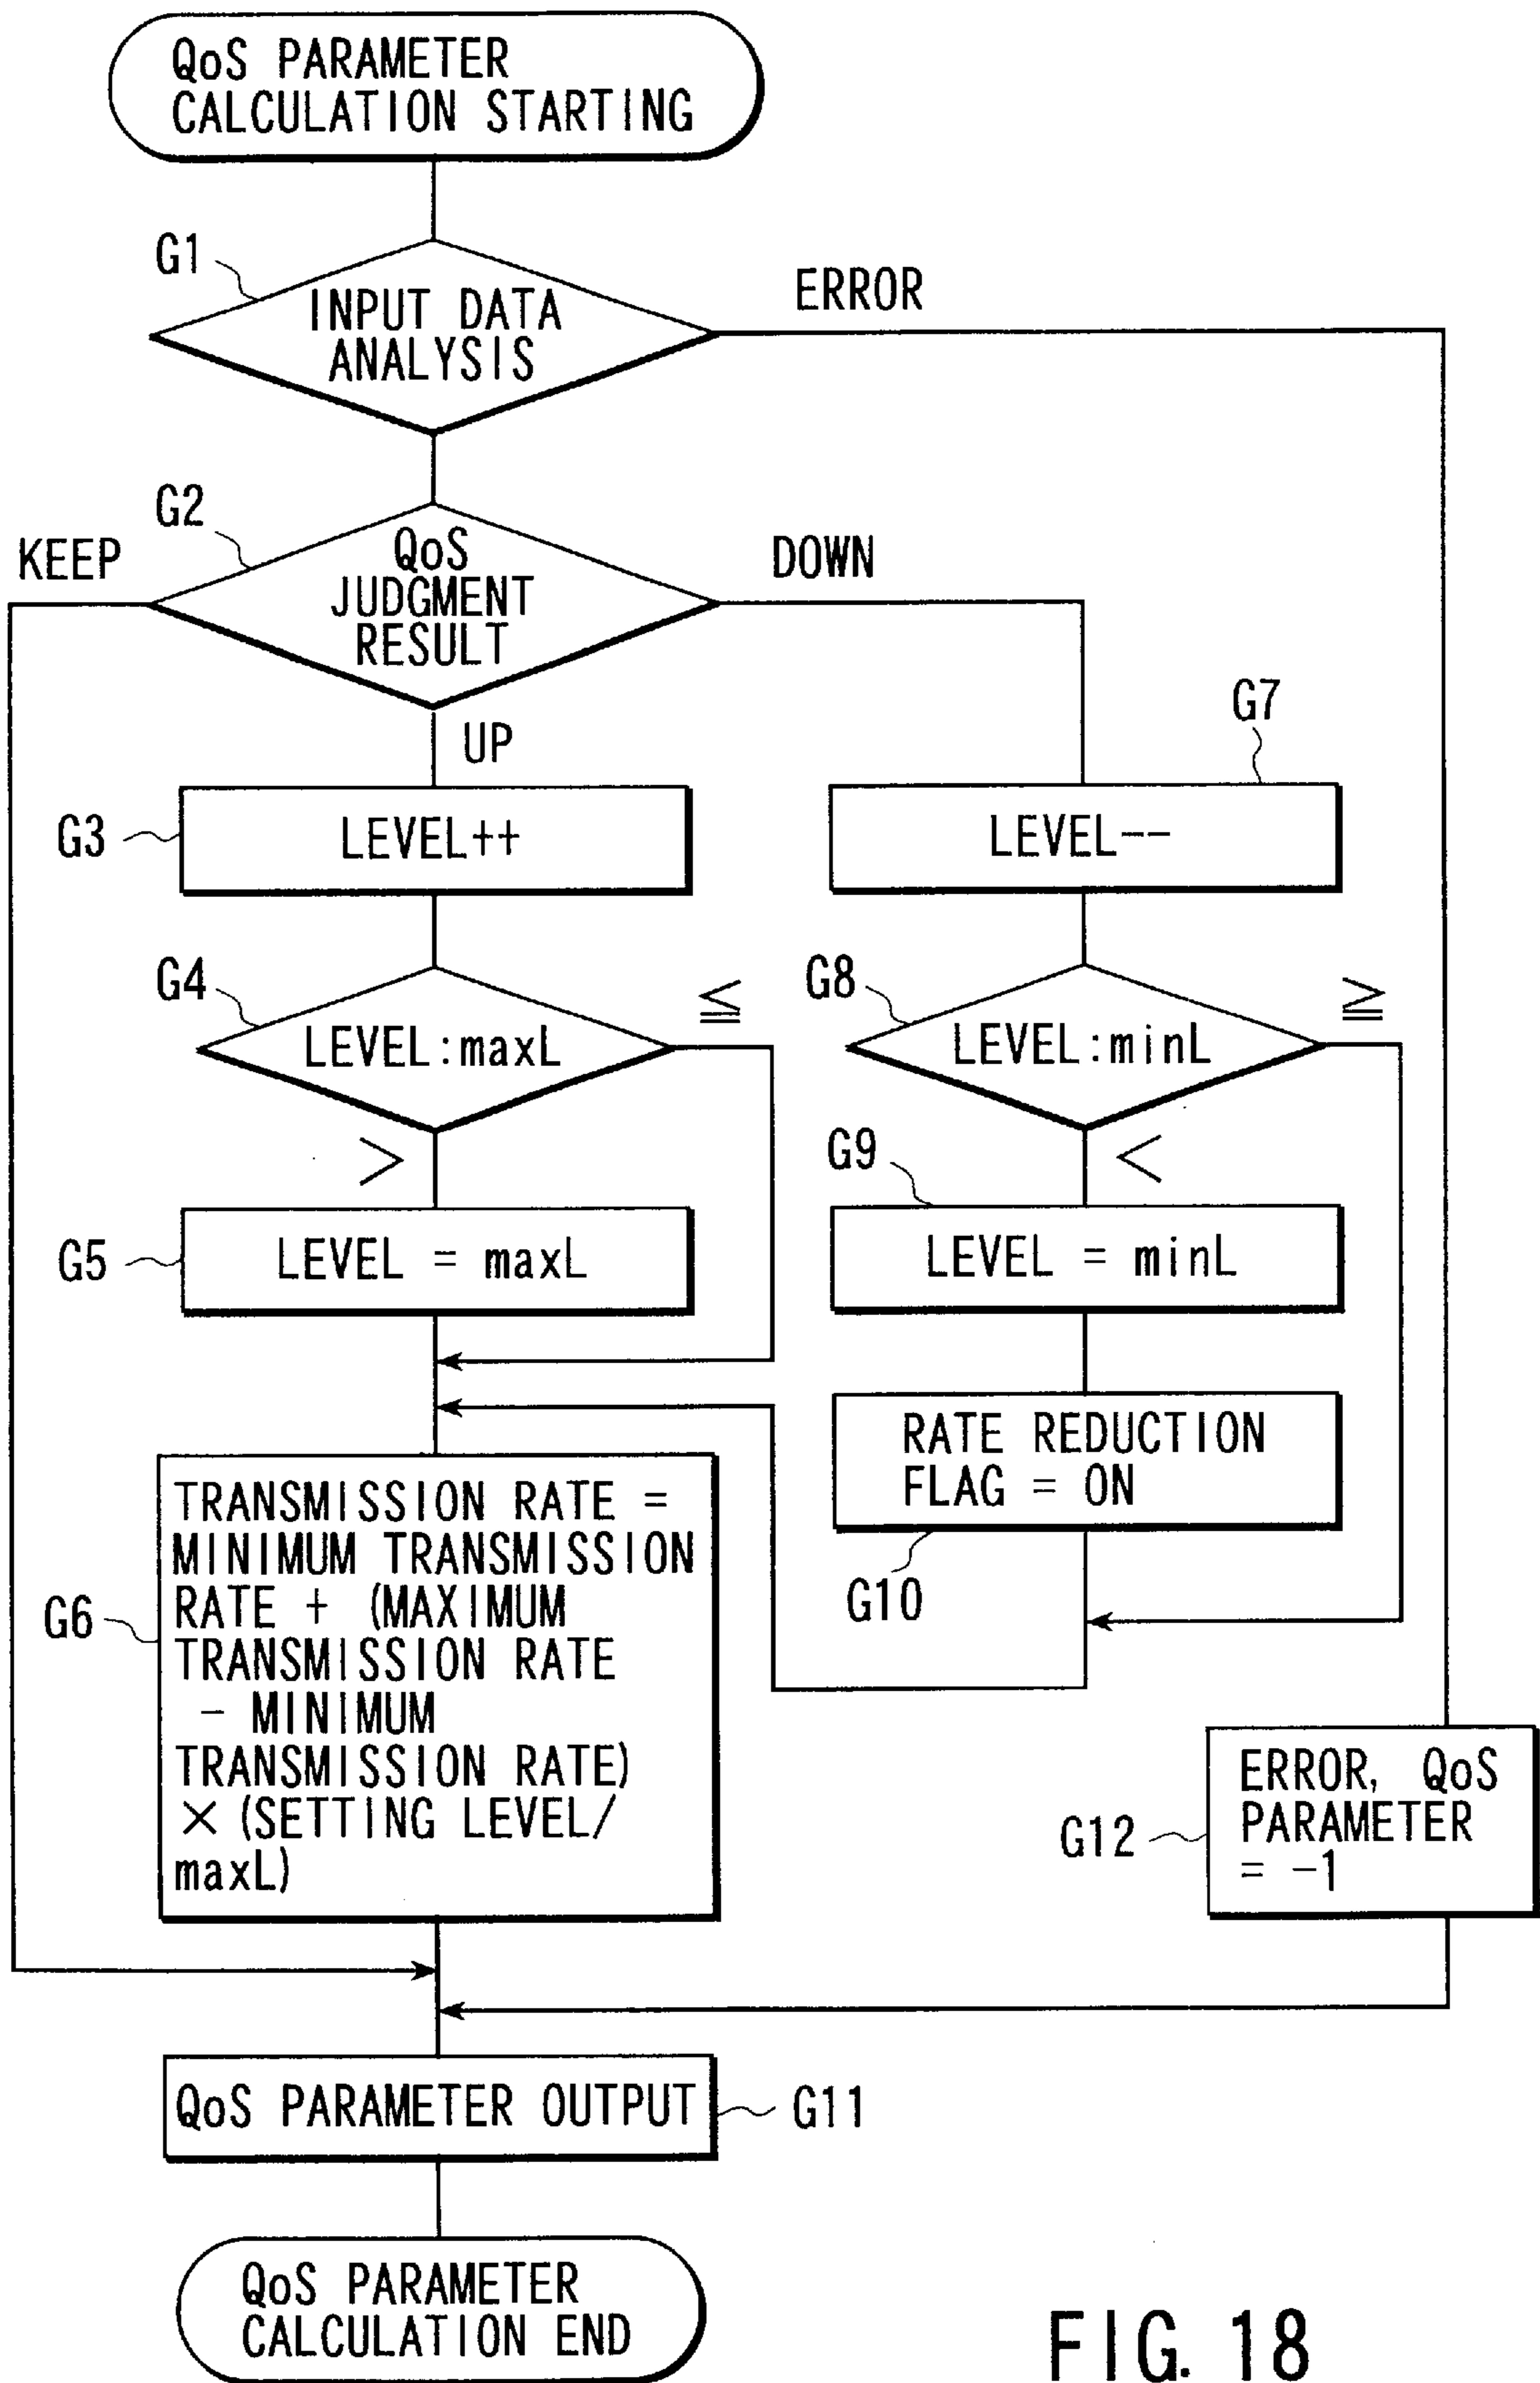 QoS PARAMETER
CALCULATION STARTING
G1
INPUT DATA
ANALYSIS
ERROR
G2
KEEP
QoS
JUDGMENT
RESULT
DOWN
UP
G7
G3
LEVEL++
LEVEL--
G4
LEVEL:maxL
≦
G8
LEVEL:minL
≧
>
G9
<
G5
LEVEL = maxL
LEVEL = minL
RATE REDUCTION
FLAG = ON
G10
G6
TRANSMISSION RATE =
MINIMUM TRANSMISSION
RATE + (MAXIMUM
TRANSMISSION RATE
- MINIMUM
TRANSMISSION RATE)
× (SETTING LEVEL/
maxL)
G12
ERROR, QoS
PARAMETER
= -1
QoS PARAMETER OUTPUT
G11
QoS PARAMETER
CALCULATION END
FIG. 18